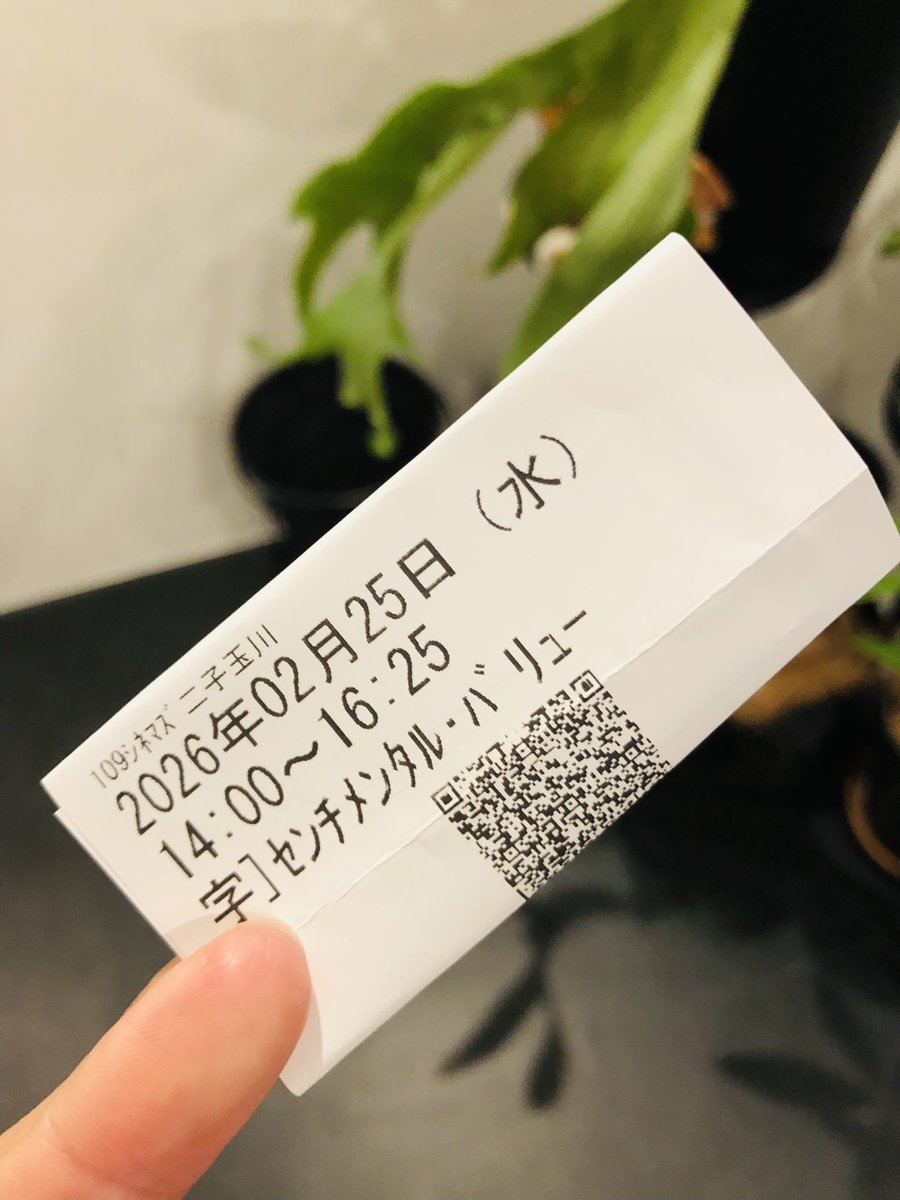 109シネマズ 二子玉川
2026年02月25日（水）
14:00～16:25
字］センチメンタル・バリュー